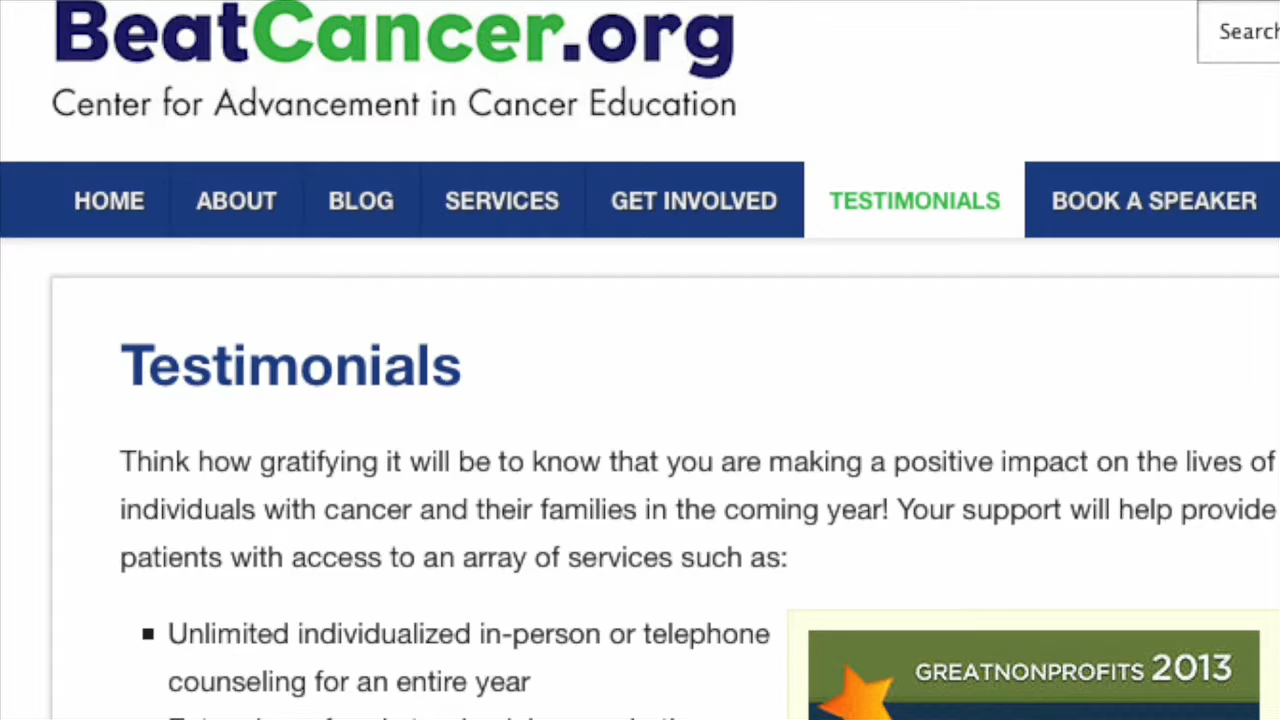 BeatCancer.org
Search
Center for Advancement in Cancer Education
HOME ABOUT BLOG SERVICES GET INVOLVED TESTIMONIALS BOOK A SPEAKER
Testimonials
Think how gratifying it will be to know that you are making a positive impact on the lives of
individuals with cancer and their families in the coming year! Your support will help provide
patients with access to an array of services such as:
Unlimited individualized in-person or telephone
counseling for an entire year
GREATNONPROFITS 2013